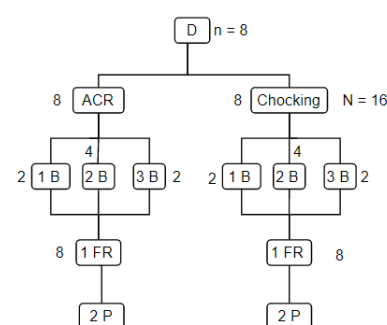 D n = 8
8 ACR 8 Chocking N = 16
4 4
2 1 B 2 B 3 B 2 2 1 B 2 B 3 B 2
8 1 FR 1 FR 8
2 P 2 P